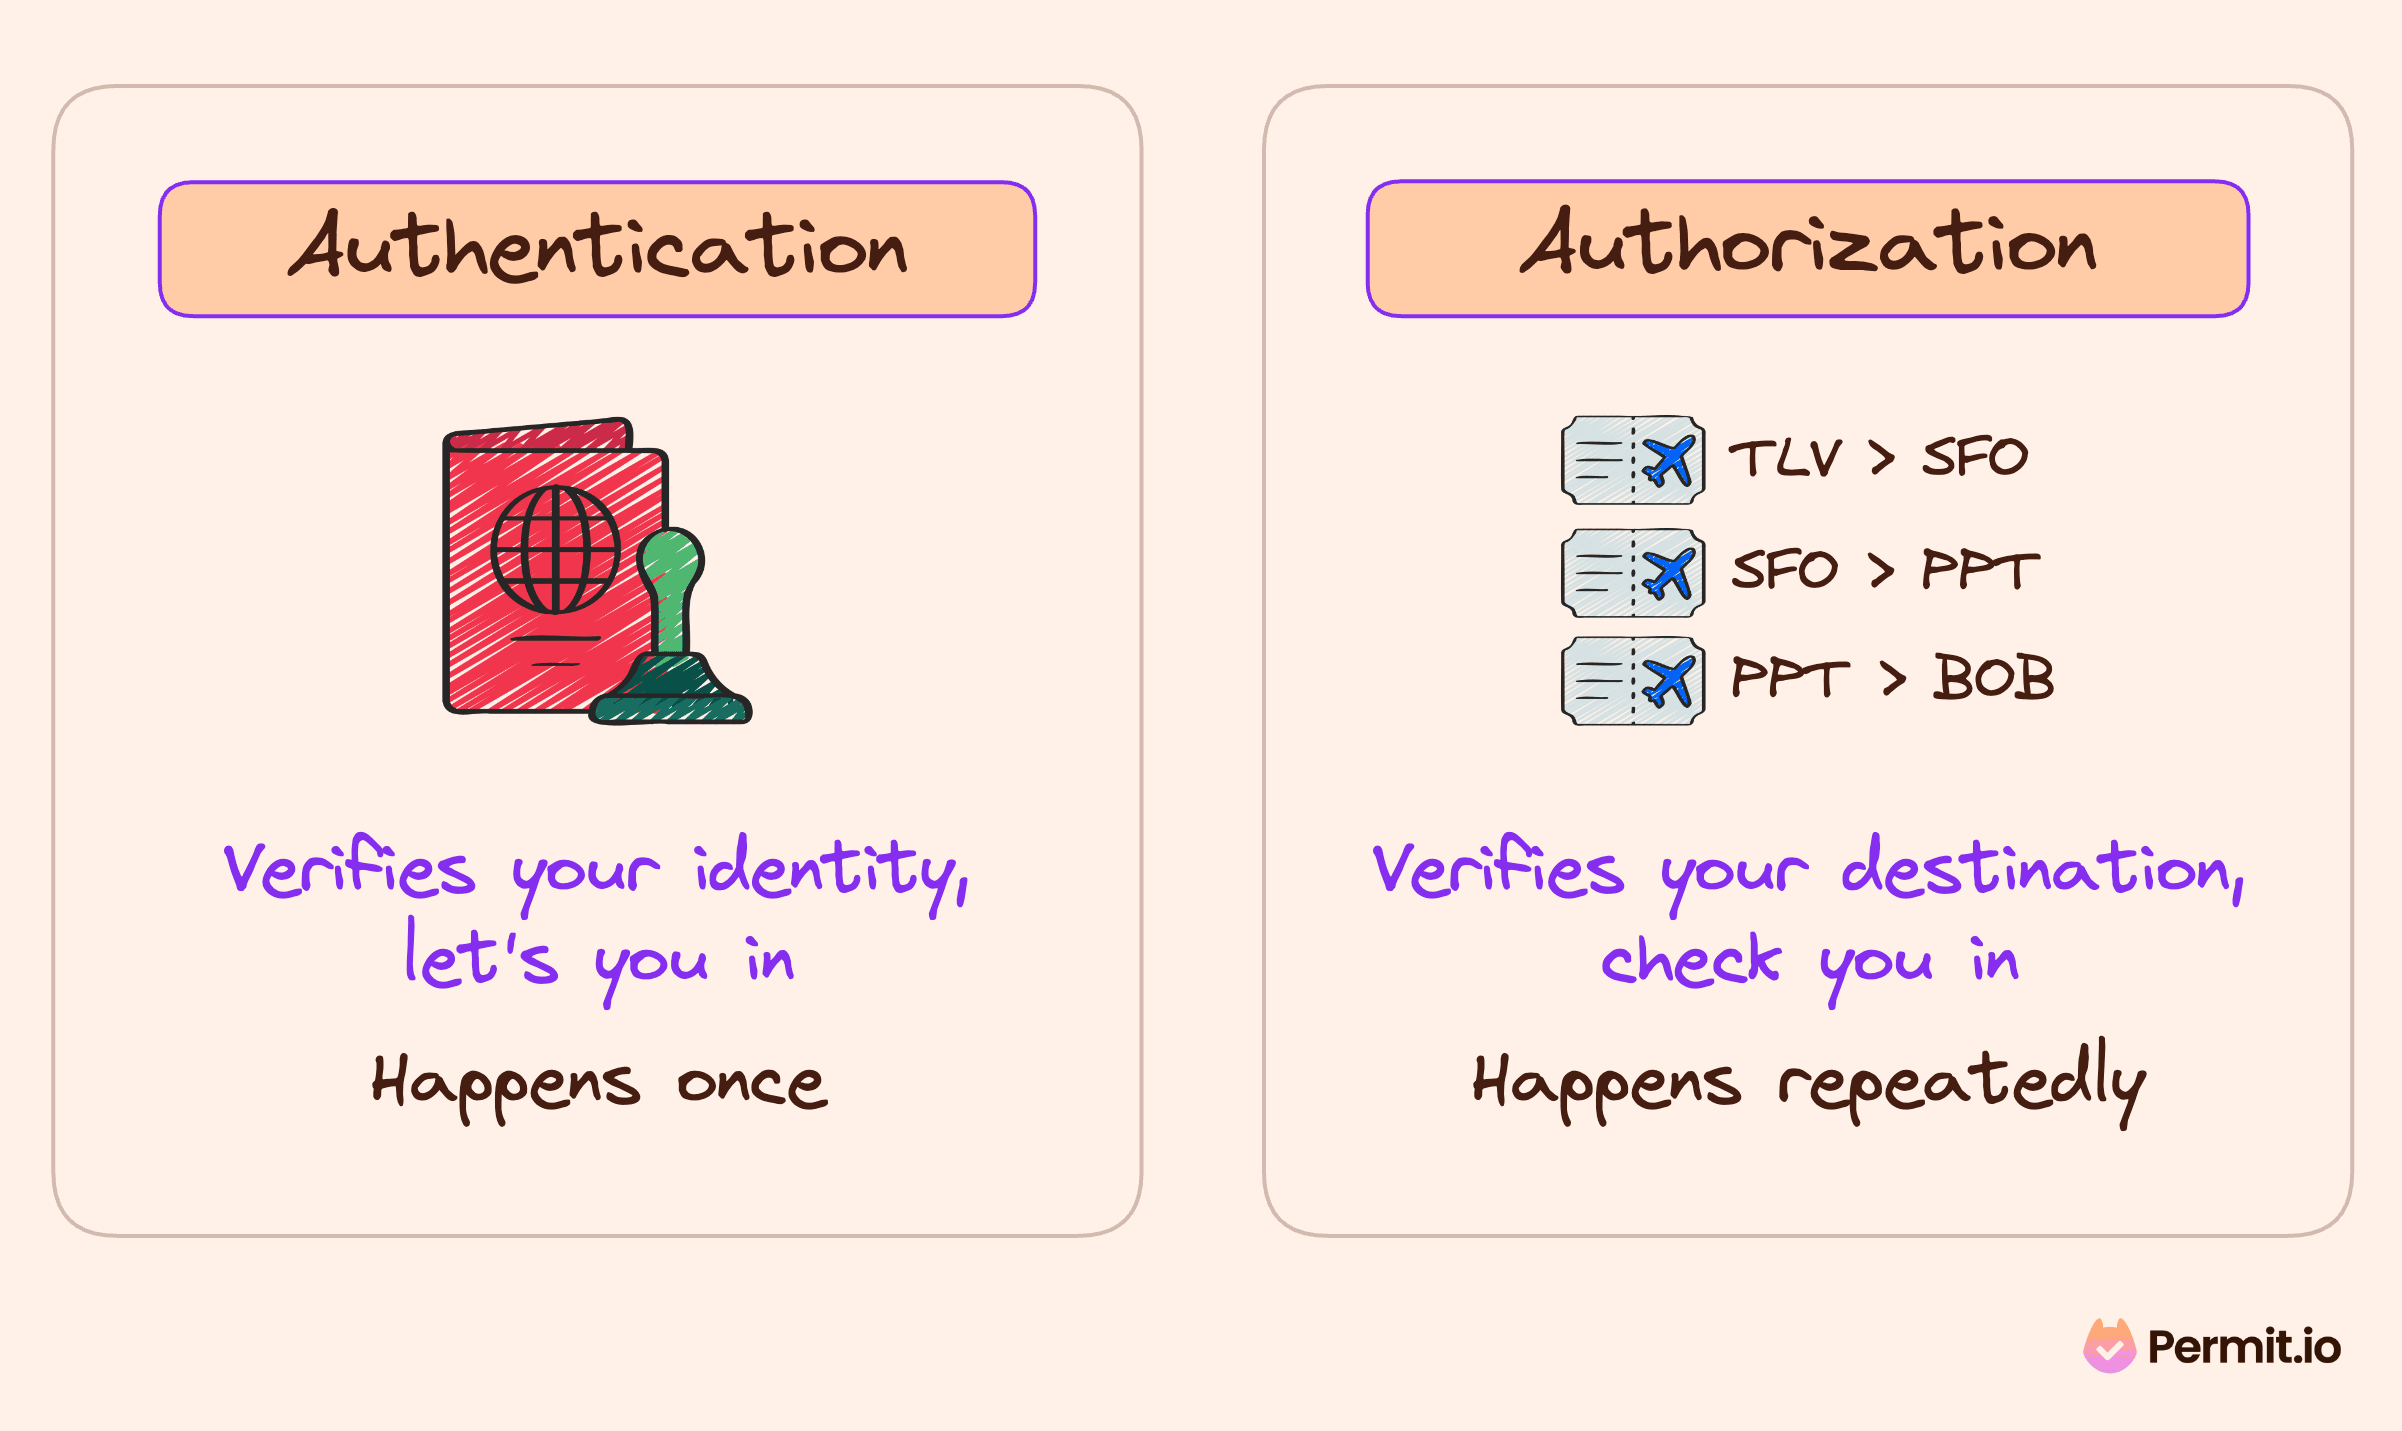 Authentication
Verifies your identity,
let's you in
Happens once
Authorization
TLV > SFO
SFO > PPT
PPT > BOB
Verifies your destination,
check you in
Happens repeatedly
Permit.io